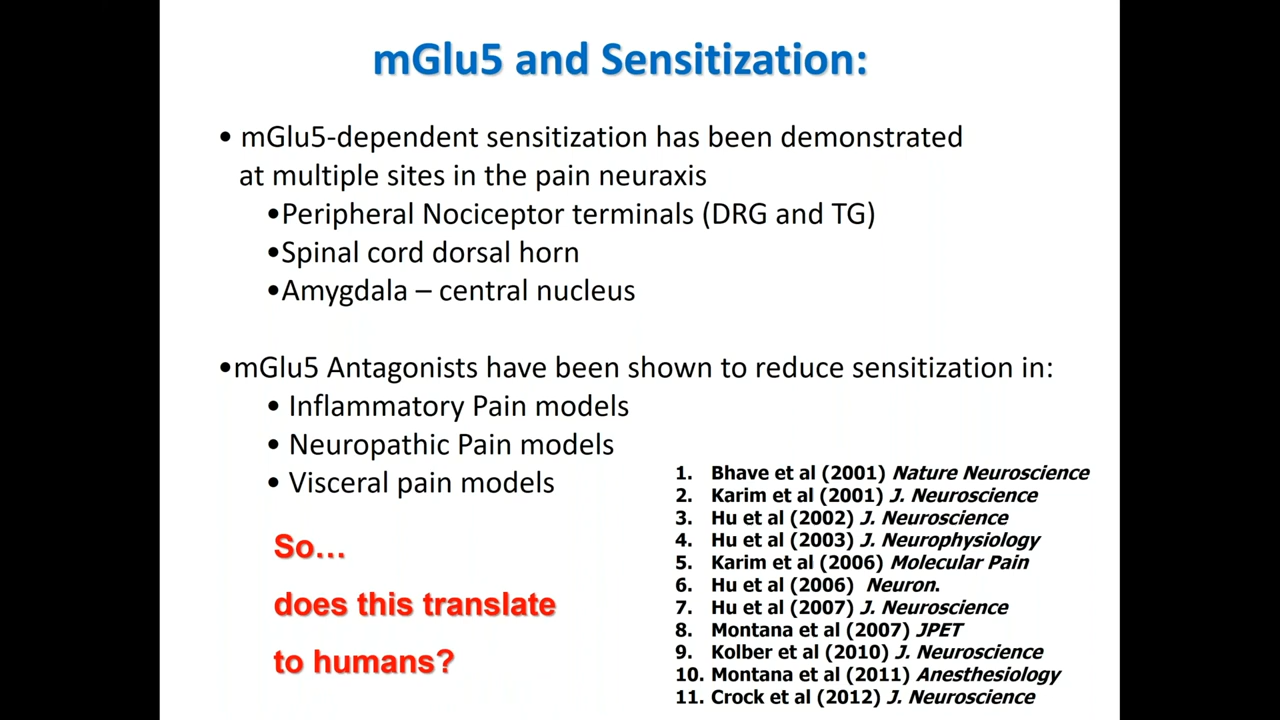 mGlu5 and Sensitization:
• mGlu5-dependent sensitization has been demonstrated
at multiple sites in the pain neuraxis
•Peripheral Nociceptor terminals (DRG and TG)
•Spinal cord dorsal horn
•Amygdala – central nucleus
•mGlu5 Antagonists have been shown to reduce sensitization in:
• Inflammatory Pain models
• Neuropathic Pain models
• Visceral pain models
So…
does this translate
to humans?
1. Bhave et al (2001) Nature Neuroscience
2. Karim et al (2001) J. Neuroscience
3. Hu et al (2002) J. Neuroscience
4. Hu et al (2003) J. Neurophysiology
5. Karim et al (2006) Molecular Pain
6. Hu et al (2006) Neuron.
7. Hu et al (2007) J. Neuroscience
8. Montana et al (2007) JPET
9. Kolber et al (2010) J. Neuroscience
10. Montana et al (2011) Anesthesiology
11. Crock et al (2012) J. Neuroscience